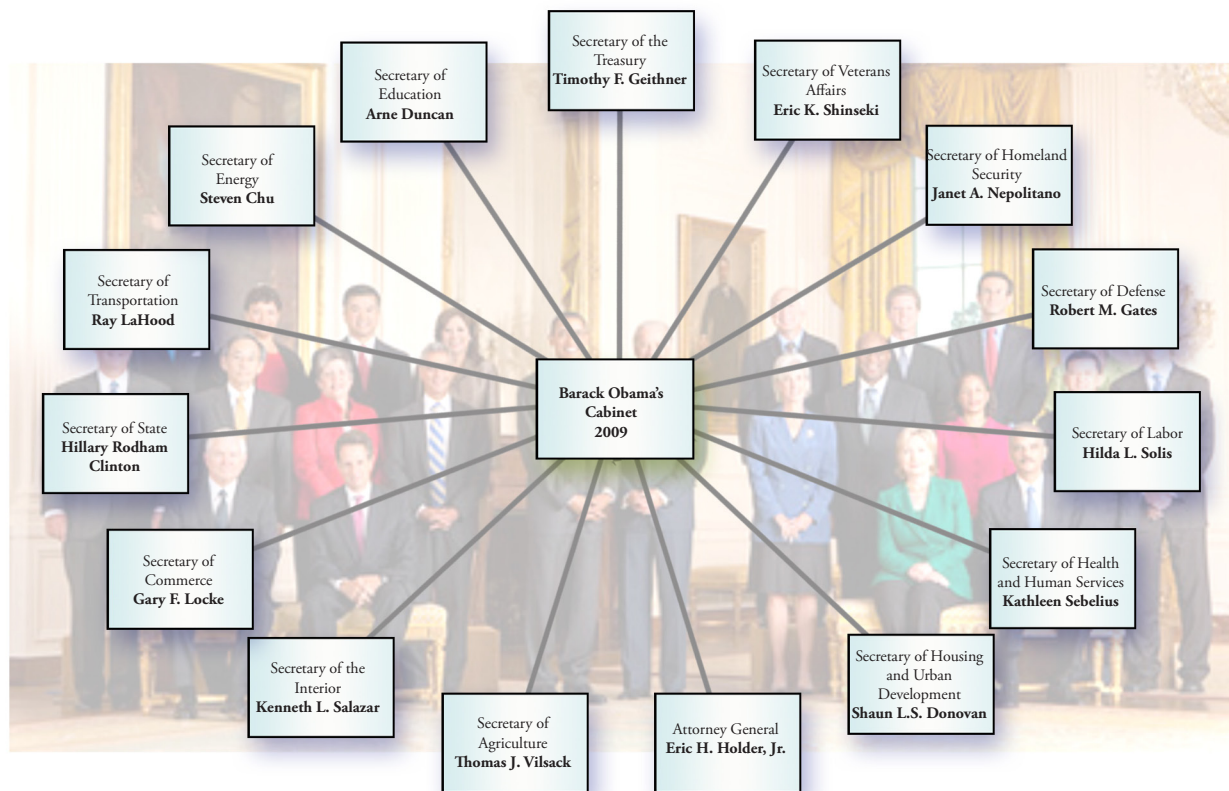 Secretary of the
Treasury
Timothy F. Geithner
Secretary of
Education
Arne Duncan
Secretary of Veterans
Affairs
Eric K. Shinseki
Secretary of
Energy
Steven Chu
Secretary of Homeland
Security
Janet A. Nepolitano
Secretary of
Transportation
Ray LaHood
Secretary of Defense
Robert M. Gates
Barack Obama's
Cabinet
2009
Secretary of State
Hillary Rodham
Clinton
Secretary of Labor
Hilda L. Solis
Secretary of
Commerce
Gary F. Locke
Secretary of Health
and Human Services
Kathleen Sebelius
Secretary of the
Interior
Kenneth L. Salazar
Secretary of Housing
and Urban
Development
Shaun L.S. Donovan
Secretary of
Agriculture
Thomas J. Vilsack
Attorney General
Eric H. Holder, Jr.